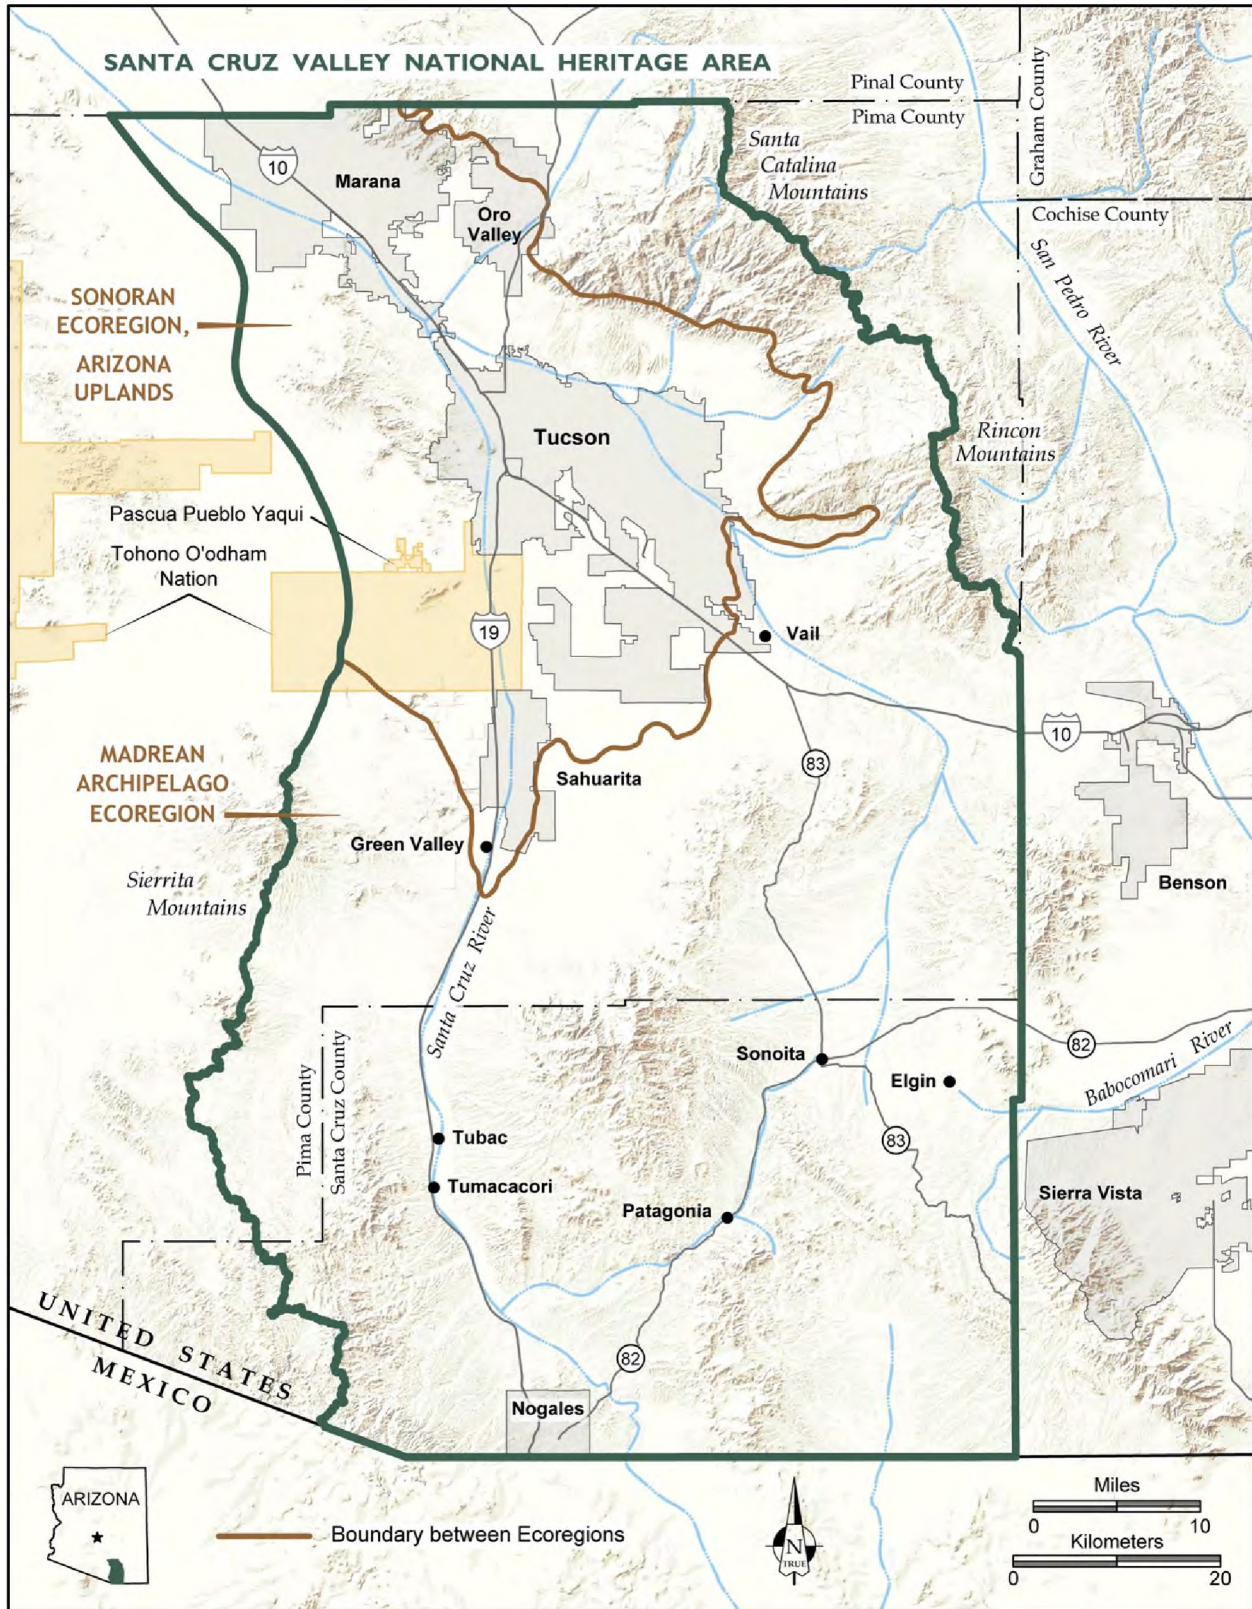 SANTA CRUZ VALLEY NATIONAL HERITAGE AREA
Pinal County
Pima County
Graham County
Cochise County
Santa
Catalina
Mountains
10
Marana
Oro
Valley
San Pedro River
SONORAN
ECOREGION,
ARIZONA
UPLANDS
Tucson
Rincon
Mountains
Pascua Pueblo Yaqui
Tohono O'odham
Nation
19
Vail
10
83
MADREAN
ARCHIPELAGO
ECOREGION
Sahuarita
Green Valley
Benson
Sierrita
Mountains
Santa Cruz River
Sonoita
82
Elgin
Babocomari River
Pima County
Santa Cruz County
Tubac
83
Tumacacori
Sierra Vista
Patagonia
UNITED STATES
MEXICO
82
Nogales
ARIZONA
Boundary between Ecoregions
N
TRUE
Miles
0 10
Kilometers
0 20